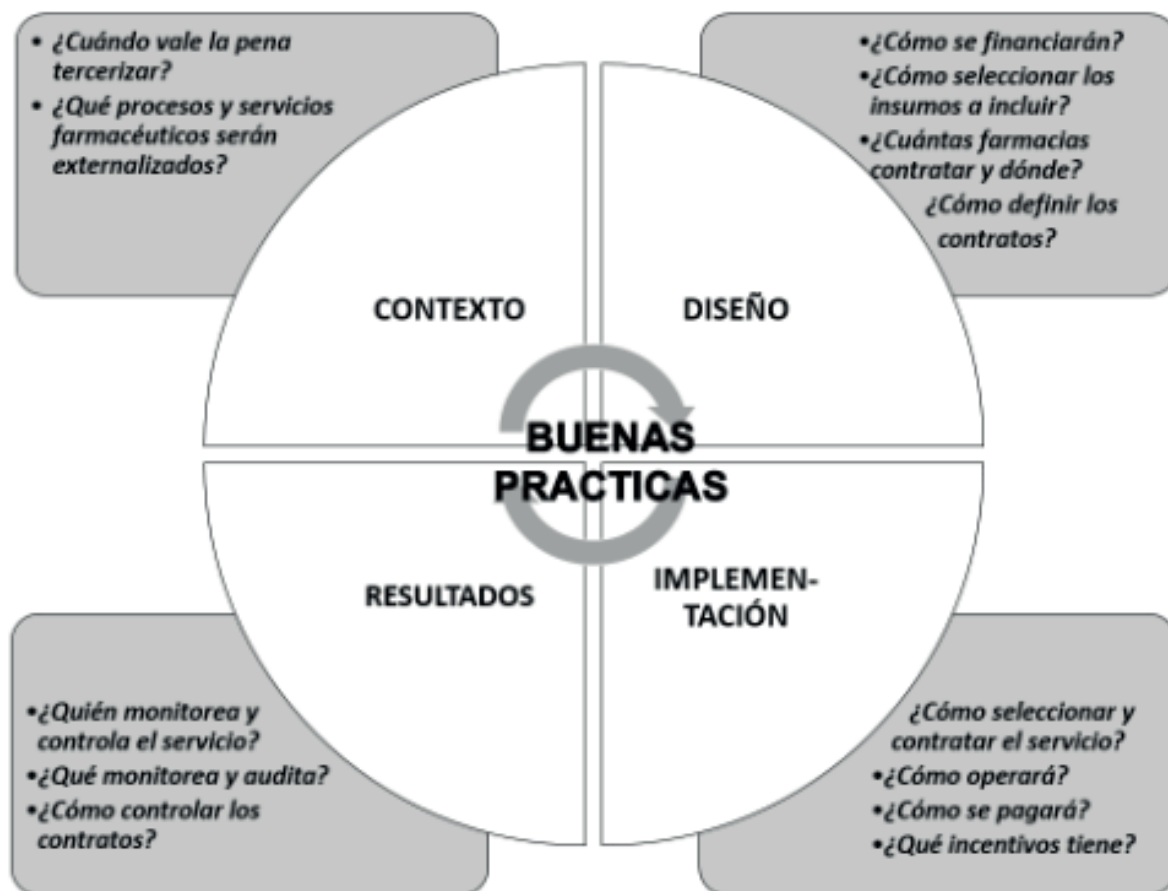 • ¿Cuándo vale la pena
tercerizar?
• ¿Qué procesos y servicios
farmacéuticos serán
externalizados?
•¿Cómo se financiarán?
•¿Cómo seleccionar los
insumos a incluir?
•¿Cuántas farmacias
contratar y dónde?
¿Cómo definir los
contratos?
CONTEXTO
DISEÑO
BUENAS
PRACTICAS
RESULTADOS
IMPLEMEN-
TACIÓN
•¿Quién monitorea y
controla el servicio?
•¿Qué monitorea y audita?
•¿Cómo controlar los
contratos?
¿Cómo seleccionar y
contratar el servicio?
•¿Cómo operará?
•¿Cómo se pagará?
•¿Qué incentivos tiene?